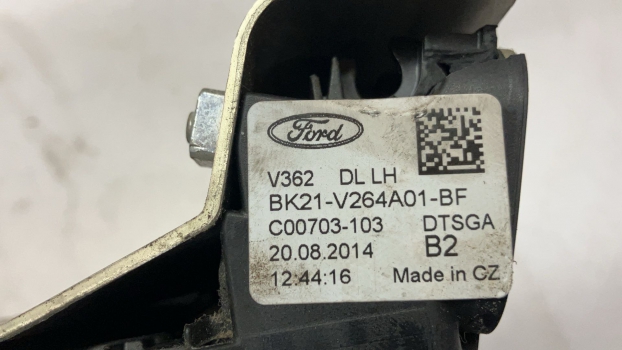 Ford
V362 DL LH
BK21-V264A01-BF
C00703-103 DTSGA
20.08.2014 B2
12:44:16 Made in CZ